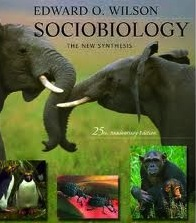 EDWARD O. WILSON
SOCIOBIOLOGY
THE NEW SYNTHESIS
25th Anniversary Edition